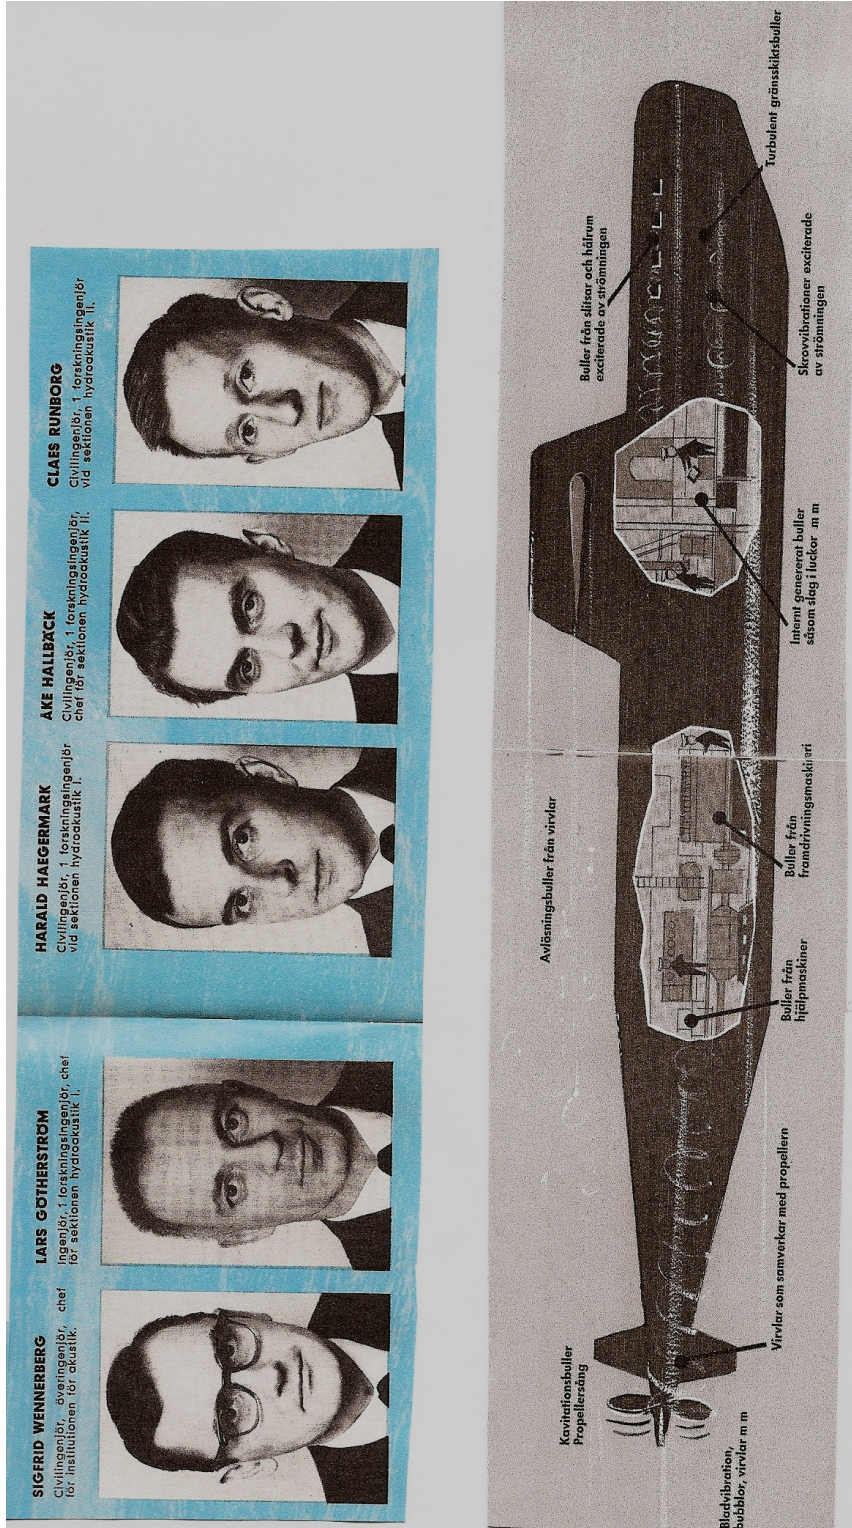 SIGFRID WENNERBERG
Civilingenjör, överingenjör, chef
för institutionen för akustik.
LARS GÖTHERSTRÖM
Ingenjör, 1 forskningsingenjör, chef
för sektionen hydroakustik I.
HARALD HAEGERMARK
Civilingenjör, 1 forskningsingenjör
vid sektionen hydroakustik I.
ÅKE HALLBÄCK
Civilingenjör, 1 forskningsingenjör,
chef för sektionen hydroakustik II.
CLAES RUNBORG
Civilingenjör, 1 forskningsingenjör
vid sektionen hydroakustik II.
Avlösningsbuller från virvlar
Buller från slitsar och hålrum
exciterade av strömningen
Kavitationsbuller
Propellersång
Bladvibration,
bubblor, virvlar m m
Virvlar som samverkar med propellern
Buller från
hjälpmaskiner
Buller från
framdrivningsmaskineri
Internt genererat buller
såsom slag i luckor m m
Skrovvibrationer exciterade
av strömningen
Turbulent gränsskiktsbuller